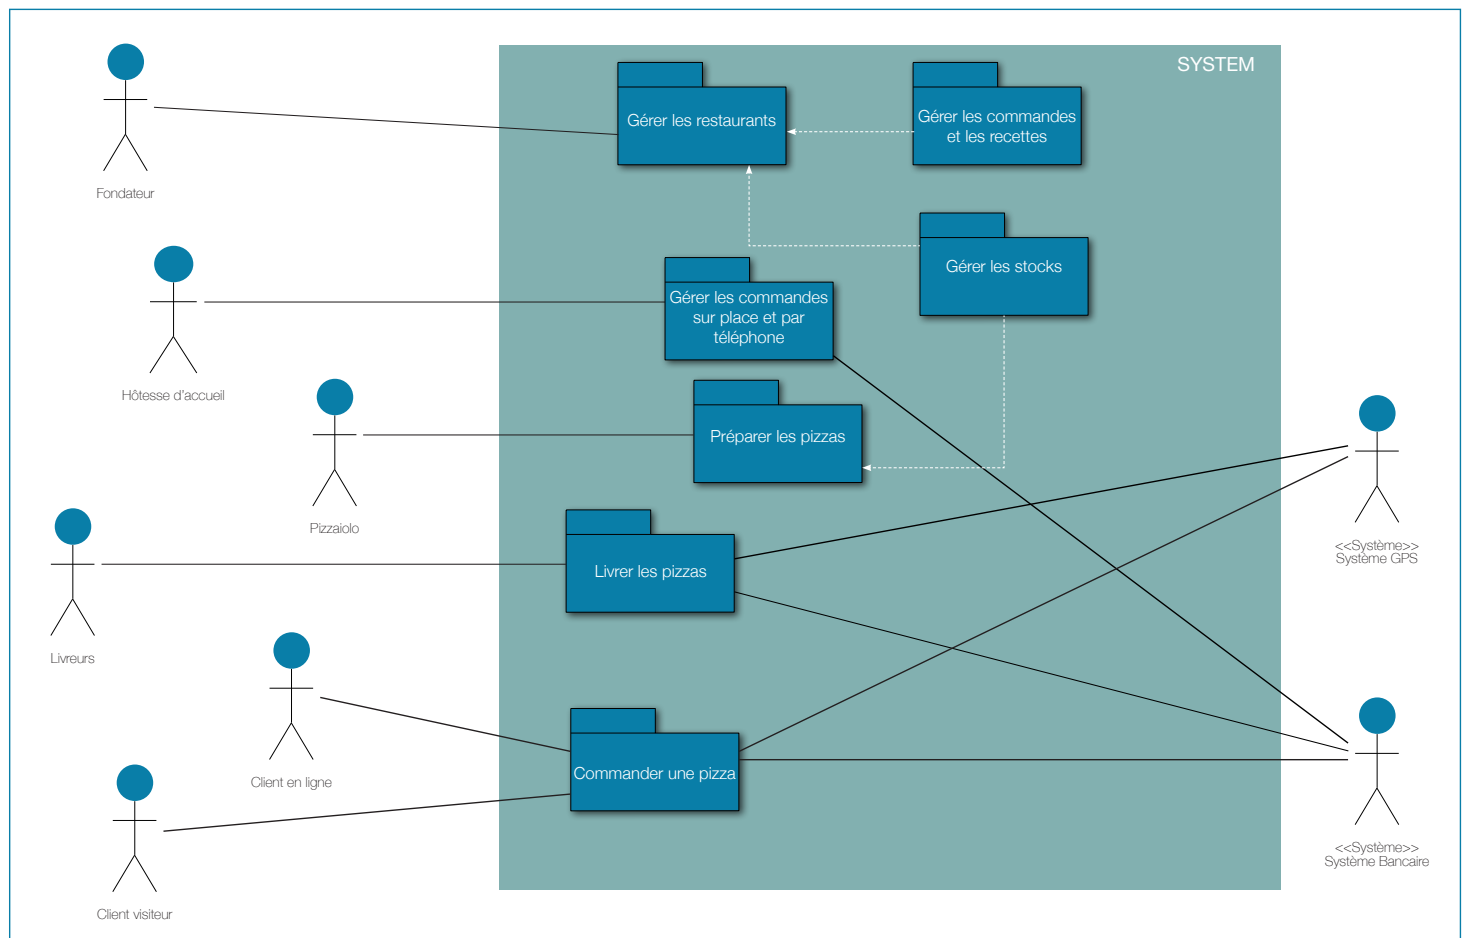 SYSTEM
Gérer les restaurants
Gérer les commandes
et les recettes
Fondateur
Gérer les stocks
Gérer les commandes
sur place et par
téléphone
Hôtesse d'accueil
Préparer les pizzas
Pizzaiolo
<<Système>>
Système GPS
Livrer les pizzas
Livreurs
Client en ligne
Commander une pizza
<<Système>>
Système Bancaire
Client visiteur